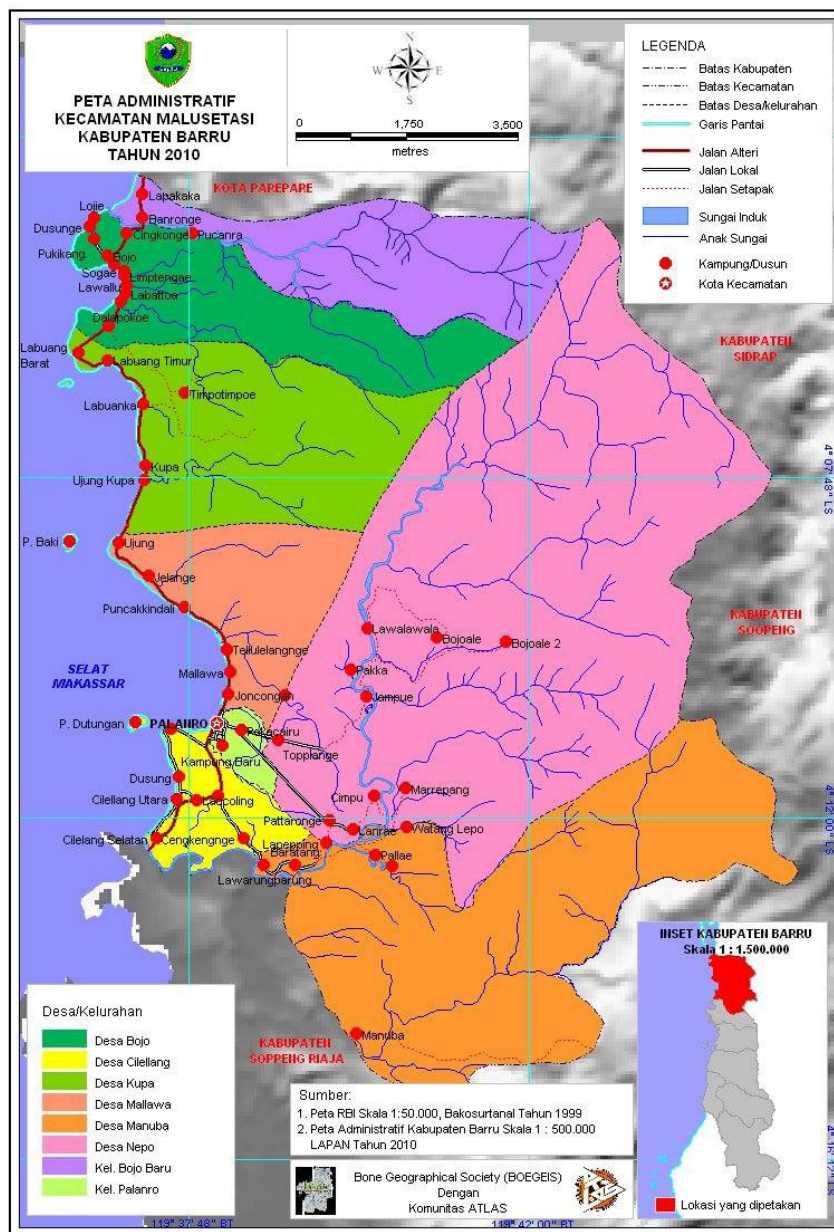 PETA ADMINISTRATIF
KECAMATAN MALUSETASI
KABUPATEN BARRU
TAHUN 2010
N
W E
S
0 1,750 3,500
metres
LEGENDA
Batas Kabupaten
Batas Kecamatan
Batas Desa/kelurahan
Garis Pantai
Jalan Alteri
Jalan Lokal
Jalan Setapak
Sungai Induk
Anak Sungai
Kampung/Dusun
Kota Kecamatan
KOTA PAREPARE
Lapakaka
Lojie
Banronge
Dusunge
Cingkonge
Pucanra
Pukikang
Bojo
Sogae
Limptengae
Lawallu
Labattoa
Dalapokoe
Labuang
Barat
Labuang Timur
KABUPATEN
SIDRAP
Timpotimpoe
Labuanka
Kupa
Ujung Kupa
4° 07' 48" LS
P. Baki
Ujung
Jelange
Puncakkindali
Lawalawala
Bojoale
Bojoale 2
KABUPATEN
SOOPENG
Tellulelangnge
SELAT
MAKASSAR
Mallawa
Pakka
Joncongan
Jampue
P. Dutungan
PALANRO
Pakacairu
Kampung Baru
Topplange
Dusung
Cilellang Utara
Laocoling
Cimpu
Marrepang
4° 12' 00" LS
Pattaronge
Lanrae
Watang Lepo
Cilelang Selatan
Cengkengnge
Lapepping
Baratang
Pallae
Lawarungparung
INSET KABUPATEN BARRU
Skala 1 : 1.500.000
Desa/Kelurahan
Desa Bojo
Desa Cilellang
Desa Kupa
Desa Mallawa
Desa Manuba
Desa Nepo
Kel. Bojo Baru
Kel. Palanro
Manuba
KABUPATEN
SOPPENG RIAJA
Sumber:
1. Peta RBI Skala 1:50.000, Bakosurtanal Tahun 1999
2. Peta Administratif Kabupaten Barru Skala 1 : 500.000
LAPAN Tahun 2010
Bone Geographical Society (BOEGEIS)
Dengan
Komunitas ATLAS
Lokasi yang dipetakan
4° 16' 12" LS
119° 37' 48" BT
119° 42' 00" BT